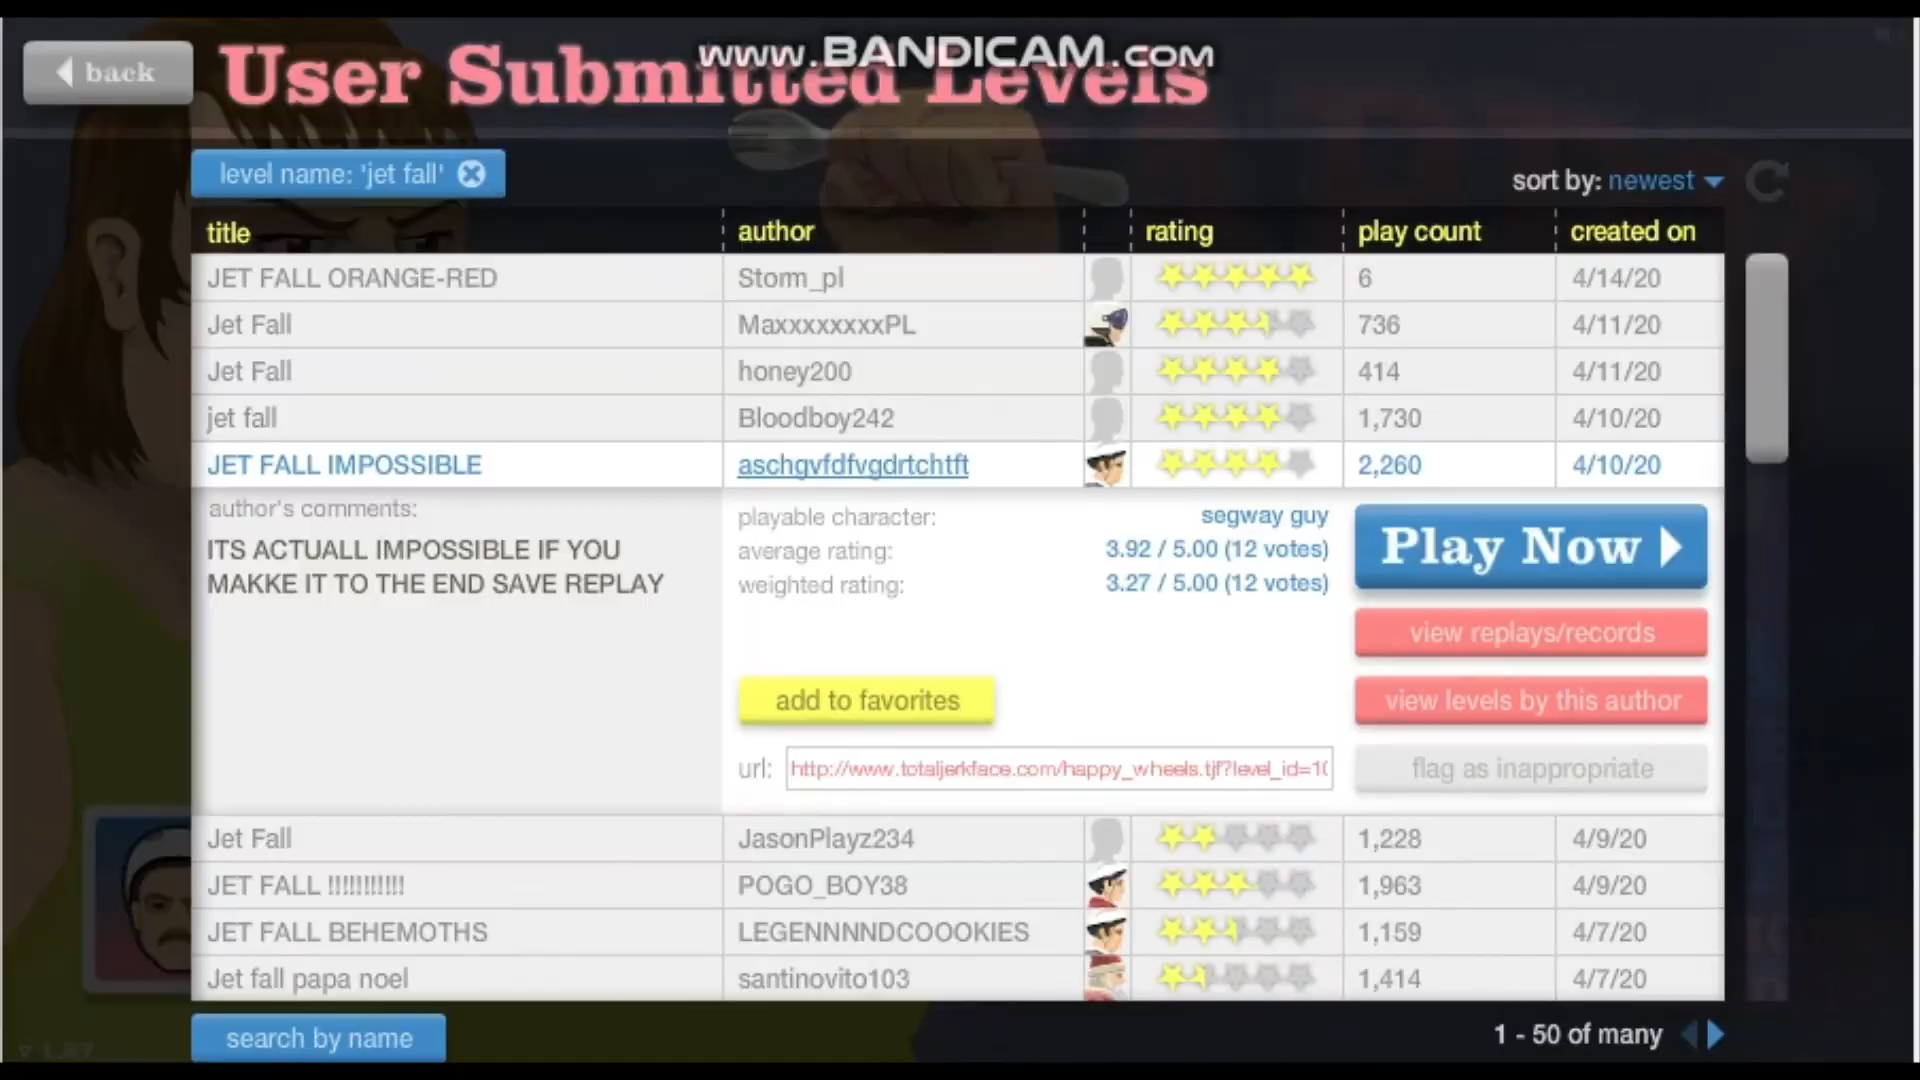 back
User Submitted Levels
www.BANDICAM.com
level name: 'jet fall'
sort by: newest
title author rating play count created on
JET FALL ORANGE-RED Storm_pl 6 4/14/20
Jet Fall MaxxxxxxxxPL 736 4/11/20
Jet Fall honey200 414 4/11/20
jet fall Bloodboy242 1,730 4/10/20
JET FALL IMPOSSIBLE aschgvfdfvgdrtchtft 2,260 4/10/20
author's comments:
ITS ACTUALL IMPOSSIBLE IF YOU
MAKKE IT TO THE END SAVE REPLAY
playable character: segway guy
average rating: 3.92 / 5.00 (12 votes)
weighted rating: 3.27 / 5.00 (12 votes)
add to favorites
url: http://www.totaljerkface.com/happy_wheels.tjf?level_id=1
Play Now
view replays/records
view levels by this author
flag as inappropriate
Jet Fall JasonPlayz234 1,228 4/9/20
JET FALL !!!!!!!!!!! POGO_BOY38 1,963 4/9/20
JET FALL BEHEMOTHS LEGENNNNDCOOOKIES 1,159 4/7/20
Jet fall papa noel santinovito103 1,414 4/7/20
search by name
1 - 50 of many